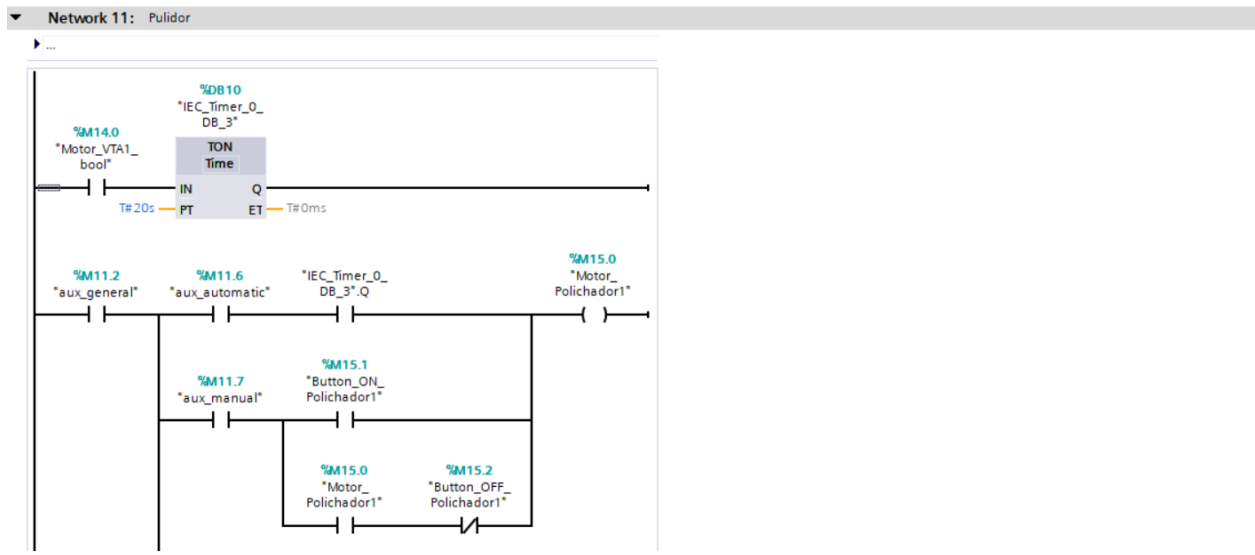 Network 11: Pulidor
...
%DB10
"IEC_Timer_0_
DB_3"
%M14.0
"Motor_VTA1_
bool"
TON
Time
IN Q
T#20s PT ET T#0ms
%M15.0
"Motor_
Polichador1"
%M11.2
"aux_general"
%M11.6
"aux_automatic"
"IEC_Timer_0_
DB_3".Q
%M15.1
"Button_ON_
Polichador1"
%M11.7
"aux_manual"
%M15.0
"Motor_
Polichador1"
%M15.2
"Button_OFF_
Polichador1"